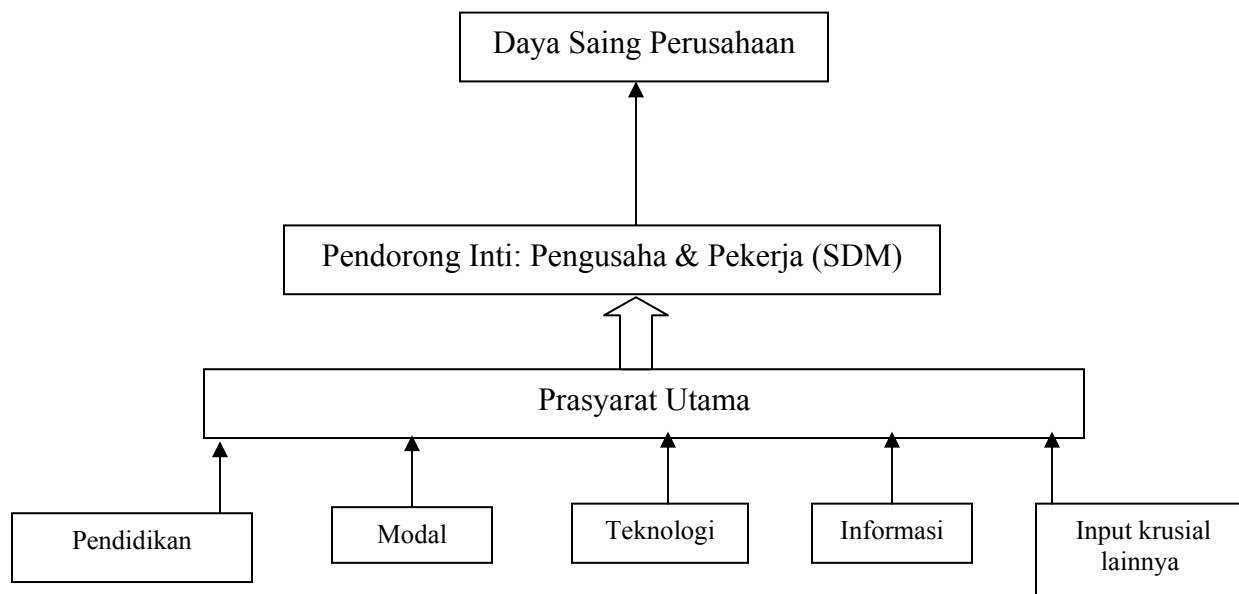 Daya Saing Perusahaan
Pendorong Inti: Pengusaha & Pekerja (SDM)
Prasyarat Utama
Pendidikan
Modal
Teknologi
Informasi
Input krusial
lainnya